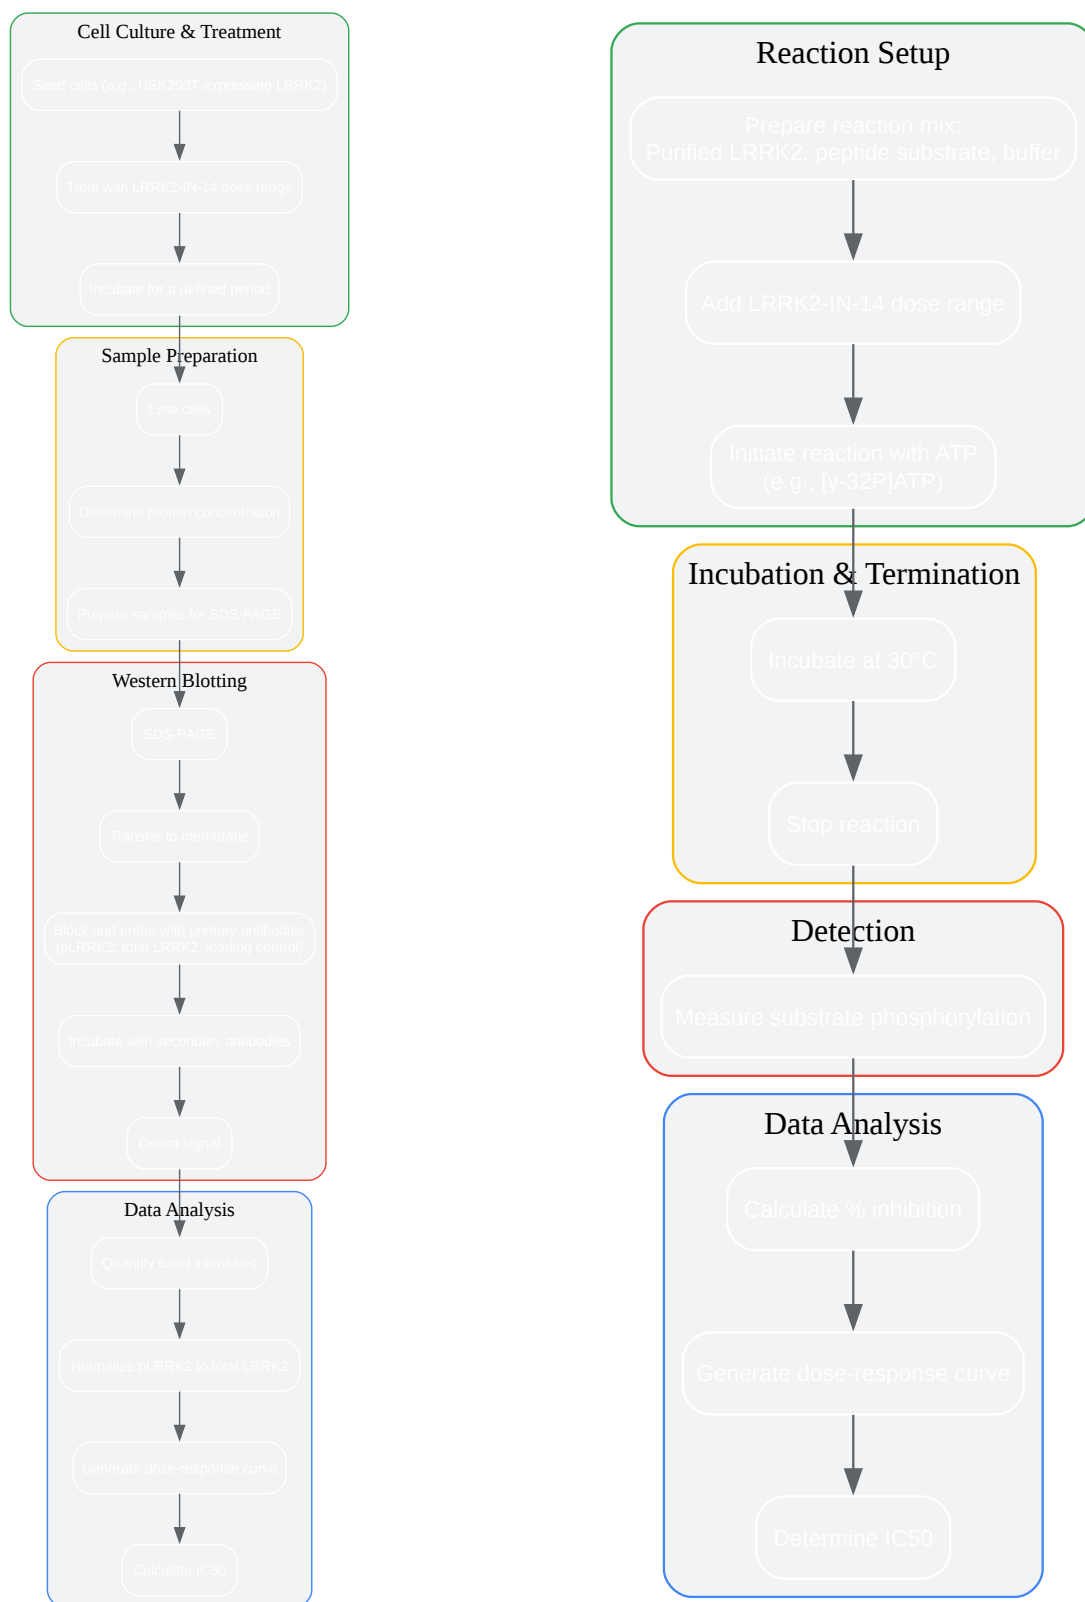 Cell Culture & Treatment
Seed cells (e.g., HEK293T expressing LRRK2)
Treat with LRRK2-IN-14 dose range
Incubate for a defined period
Sample Preparation
Lyse cells
Determine protein concentration
Prepare samples for SDS-PAGE
Western Blotting
SDS-PAGE
Transfer to membrane
Block and probe with primary antibodies
(pLRRK2, total LRRK2, loading control)
Incubate with secondary antibodies
Detect signal
Data Analysis
Quantify band intensities
Normalize pLRRK2 to total LRRK2
Generate dose-response curve
Calculate IC50
Reaction Setup
Prepare reaction mix:
Purified LRRK2, peptide substrate, buffer
Add LRRK2-IN-14 dose range
Initiate reaction with ATP
(e.g., [γ-32P]ATP)
Incubation & Termination
Incubate at 30°C
Stop reaction
Detection
Measure substrate phosphorylation
Data Analysis
Calculate % inhibition
Generate dose-response curve
Determine IC50